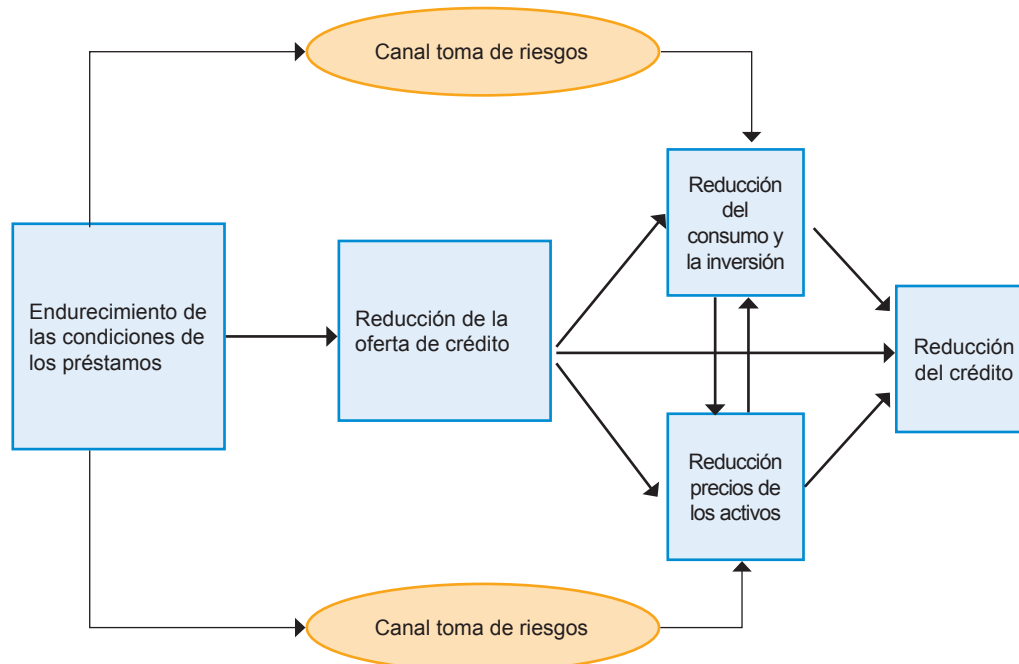 Canal toma de riesgos
Reducción
del
consumo y
la inversión
Endurecimiento de
las condiciones de
los préstamos
Reducción de la
oferta de crédito
Reducción
del crédito
Reducción
precios de
los activos
Canal toma de riesgos